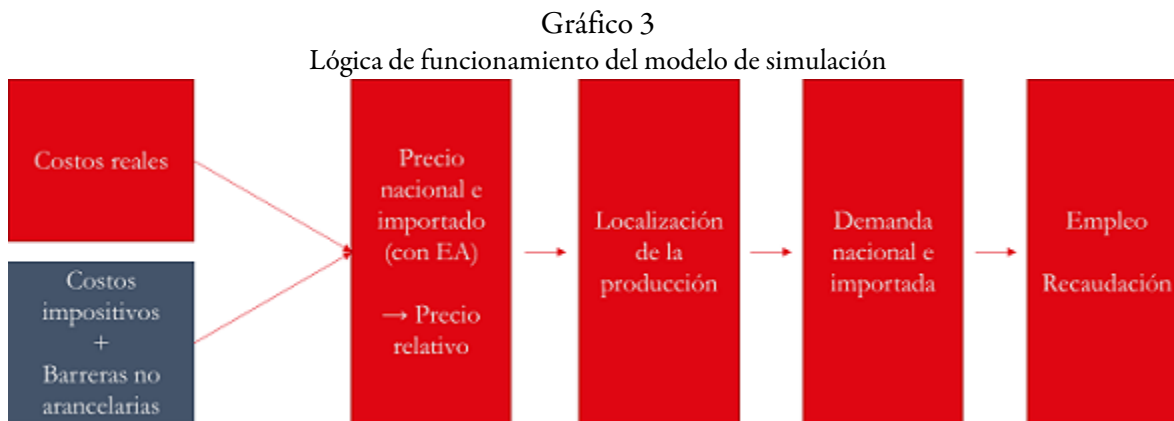 Gráfico 3
Lógica de funcionamiento del modelo de simulación
Costos reales
Costos
impositivos
+
Barreras no
arancelarias
Precio
nacional e
importado
(con EA)
→ Precio
relativo
Localización
de la
producción
Demanda
nacional e
importada
Empleo
Recaudación